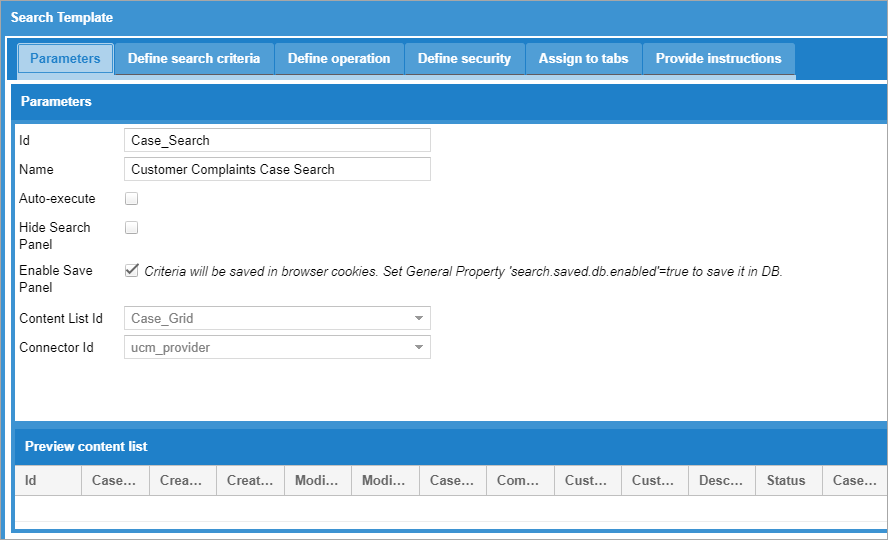 Search Template
Parameters Define search criteria Define operation Define security Assign to tabs Provide instructions
Parameters
Id Case_Search
Name Customer Complaints Case Search
Auto-execute
Hide Search
Panel
Enable Save Criteria will be saved in browser cookies. Set General Property 'search.saved.db.enabled'=true to save it in DB.
Panel
Content List Id Case_Grid
Connector Id ucm_provider
Preview content list
Id Case... Crea... Creat... Modi... Modi... Case... Com... Cust... Cust... Desc... Status Case...